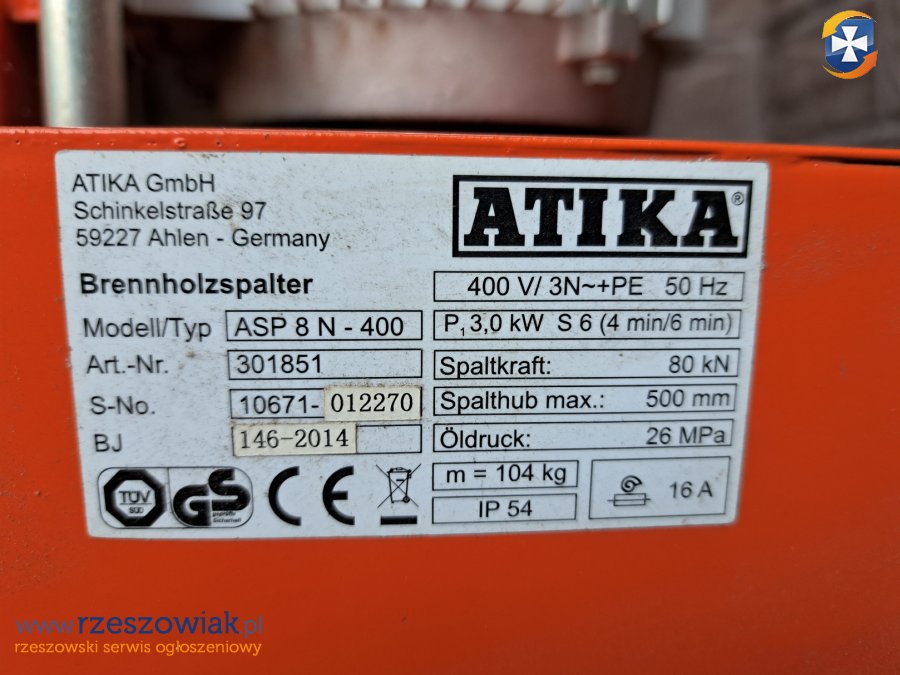 ATIKA GmbH
Schinkelstraße 97
59227 Ahlen - Germany
ATIKA®
Brennholzspalter
400 V/ 3N~+PE 50 Hz
Modell/Typ ASP 8 N - 400
P1 3,0 kW S 6 (4 min/6 min)
Art.-Nr. 301851
Spaltkraft: 80 kN
S-No. 10671- 012270
Spalthub max.: 500 mm
BJ 146-2014
Öldruck: 26 MPa
TÜV
SÜD
GS
geprüfte
Sicherheit
CE
m = 104 kg
IP 54
16 A
www.rzeszowiak.pl
rzeszowski serwis ogłoszeniowy